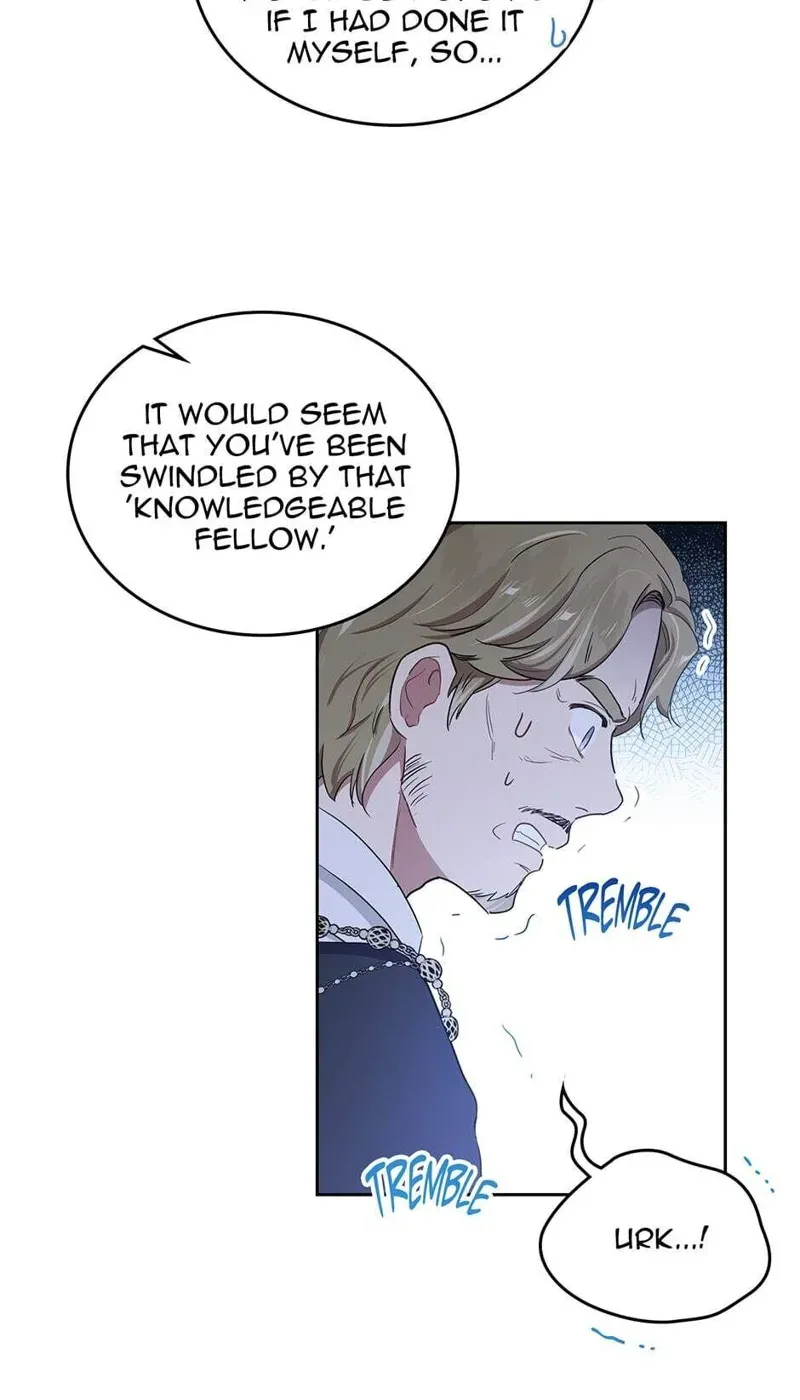 IF I HAD DONE IT
MYSELF, SO...
IT WOULD SEEM
THAT YOU'VE BEEN
SWINDLED BY THAT
'KNOWLEDGEABLE
FELLOW.'
TREMBLE
TREMBLE
URK...!